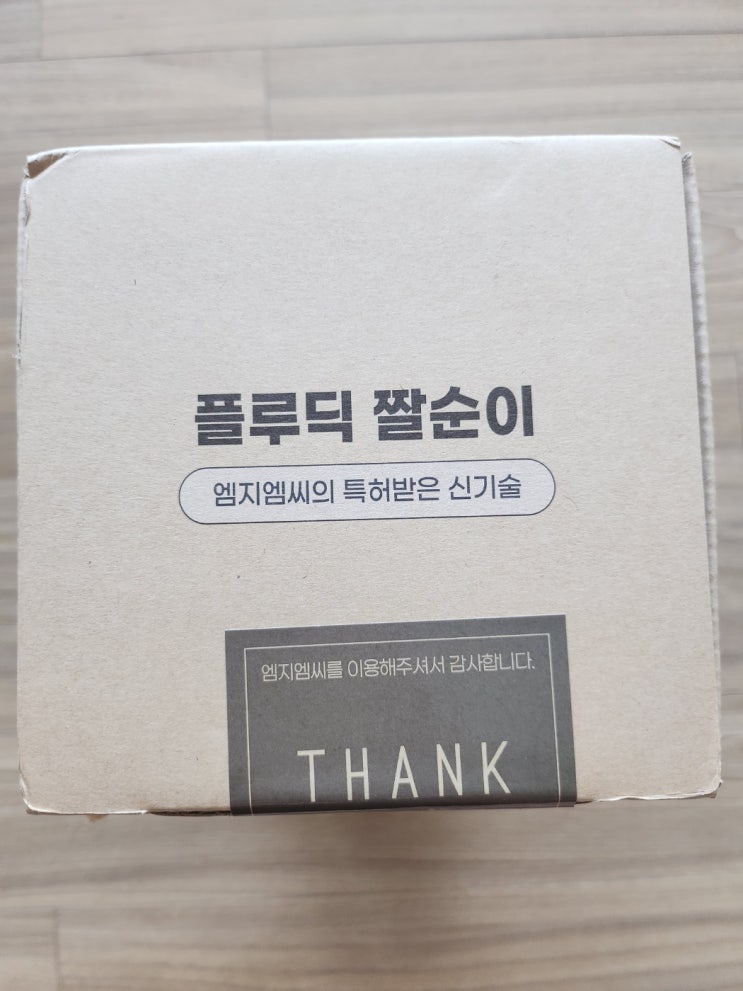 플루딕 짤순이
엠지엠씨의 특허받은 신기술
엠지엠씨를 이용해주셔서 감사합니다.
THANK